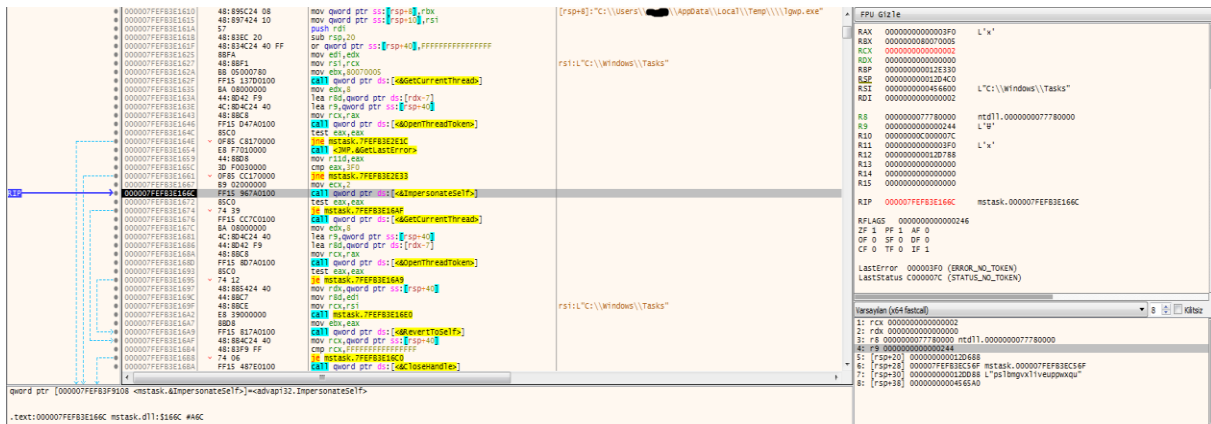 000007FEFB3E1610 48:895C24 08 mov qword ptr ss:[rsp+8],rbx [rsp+8]:"C:\\Users\\ \\AppData\\Local\\Temp\\\\lgwp.exe"
000007FEFB3E1615 48:897424 10 mov qword ptr ss:[rsp+10],rsi
000007FEFB3E161A 57 push rdi
000007FEFB3E161B 48:83EC 20 sub rsp,20
000007FEFB3E161F 48:834C24 40 FF or qword ptr ss:[rsp+40],FFFFFFFFFFFFFFFF
000007FEFB3E1625 8BFA mov edi,edx
000007FEFB3E1627 48:8BF1 mov rsi,rcx rsi:L"C:\\Windows\\Tasks"
000007FEFB3E162A BB 05000780 mov ebx,80070005
000007FEFB3E162F FF15 137D0100 call qword ptr ds:[<&GetCurrentThread>]
000007FEFB3E1635 BA 08000000 mov edx,8
000007FEFB3E163A 44:8D42 F9 lea r8d,qword ptr ds:[rdx-7]
000007FEFB3E163E 4C:8D4C24 40 lea r9,qword ptr ss:[rsp+40]
000007FEFB3E1643 48:8BC8 mov rcx,rax
000007FEFB3E1646 FF15 D47A0100 call qword ptr ds:[<&OpenThreadToken>]
000007FEFB3E164C 85C0 test eax,eax
000007FEFB3E164E 0F85 C8170000 jne mstask.7FEFB3E2E1C
000007FEFB3E1654 E8 F7010000 call <JMP.&GetLastError>
000007FEFB3E1659 44:8BD8 mov r11d,eax
000007FEFB3E165C 3D F0030000 cmp eax,3F0
000007FEFB3E1661 0F85 CC170000 jne mstask.7FEFB3E2E33
000007FEFB3E1667 B9 02000000 mov ecx,2
RIP 000007FEFB3E166C FF15 967A0100 call qword ptr ds:[<&ImpersonateSelf>]
000007FEFB3E1672 85C0 test eax,eax
000007FEFB3E1674 74 39 je mstask.7FEFB3E16AF
000007FEFB3E1676 FF15 CC7C0100 call qword ptr ds:[<&GetCurrentThread>]
000007FEFB3E167C BA 08000000 mov edx,8
000007FEFB3E1681 4C:8D4C24 40 lea r9,qword ptr ss:[rsp+40]
000007FEFB3E1686 44:8D42 F9 lea r8d,qword ptr ds:[rdx-7]
000007FEFB3E168A 48:8BC8 mov rcx,rax
000007FEFB3E168D FF15 8D7A0100 call qword ptr ds:[<&OpenThreadToken>]
000007FEFB3E1693 85C0 test eax,eax
000007FEFB3E1695 74 12 je mstask.7FEFB3E16A9
000007FEFB3E1697 48:8B5424 40 mov rdx,qword ptr ss:[rsp+40]
000007FEFB3E169C 44:8BC7 mov r8d,edi
000007FEFB3E169F 48:8BCE mov rcx,rsi rsi:L"C:\\Windows\\Tasks"
000007FEFB3E16A2 E8 39000000 call mstask.7FEFB3E16E0
000007FEFB3E16A7 8BD8 mov ebx,eax
000007FEFB3E16A9 FF15 817A0100 call qword ptr ds:[<&RevertToSelf>]
000007FEFB3E16AF 48:8B4C24 40 mov rcx,qword ptr ss:[rsp+40]
000007FEFB3E16B4 48:83F9 FF cmp rcx,FFFFFFFFFFFFFFFF
000007FEFB3E16B8 74 06 je mstask.7FEFB3E16C0
000007FEFB3E16BA FF15 487E0100 call qword ptr ds:[<&CloseHandle>]
qword ptr [000007FEFB3F9108 <mstask.&ImpersonateSelf>]=<advapi32.ImpersonateSelf>
.text:000007FEFB3E166C mstask.dll:$166C #A6C
FPU Gizle
RAX 00000000000003F0 L'x'
RBX 0000000080070005
RCX 0000000000000002
RDX 0000000000000000
RBP 000000000012E330
RSP 000000000012D4C0
RSI 0000000000456600 L"C:\\Windows\\Tasks"
RDI 0000000000000002
R8 0000000077780000 ntdll.0000000077780000
R9 0000000000000244
R10 00000000C000007C
R11 00000000000003F0 L'x'
R12 000000000012D788
R13 0000000000000000
R14 0000000000000000
R15 0000000000000000
RIP 000007FEFB3E166C mstask.000007FEFB3E166C
RFLAGS 0000000000000246
ZF 1 PF 1 AF 0
OF 0 SF 0 DF 0
CF 0 TF 0 IF 1
LastError 000003F0 (ERROR_NO_TOKEN)
LastStatus C000007C (STATUS_NO_TOKEN)
Varsayılan (x64 fastcall) 8 Kilitsiz
1: rcx 0000000000000002
2: rdx 0000000000000000
3: r8 0000000077780000 ntdll.0000000077780000
4: r9 0000000000000244
5: [rsp+20] 000000000012D688
6: [rsp+28] 000007FEFB3EC56F mstask.000007FEFB3EC56F
7: [rsp+30] 000000000012DD88 L"pslbmgvxliveuppwxqu"
8: [rsp+38] 00000000004565A0